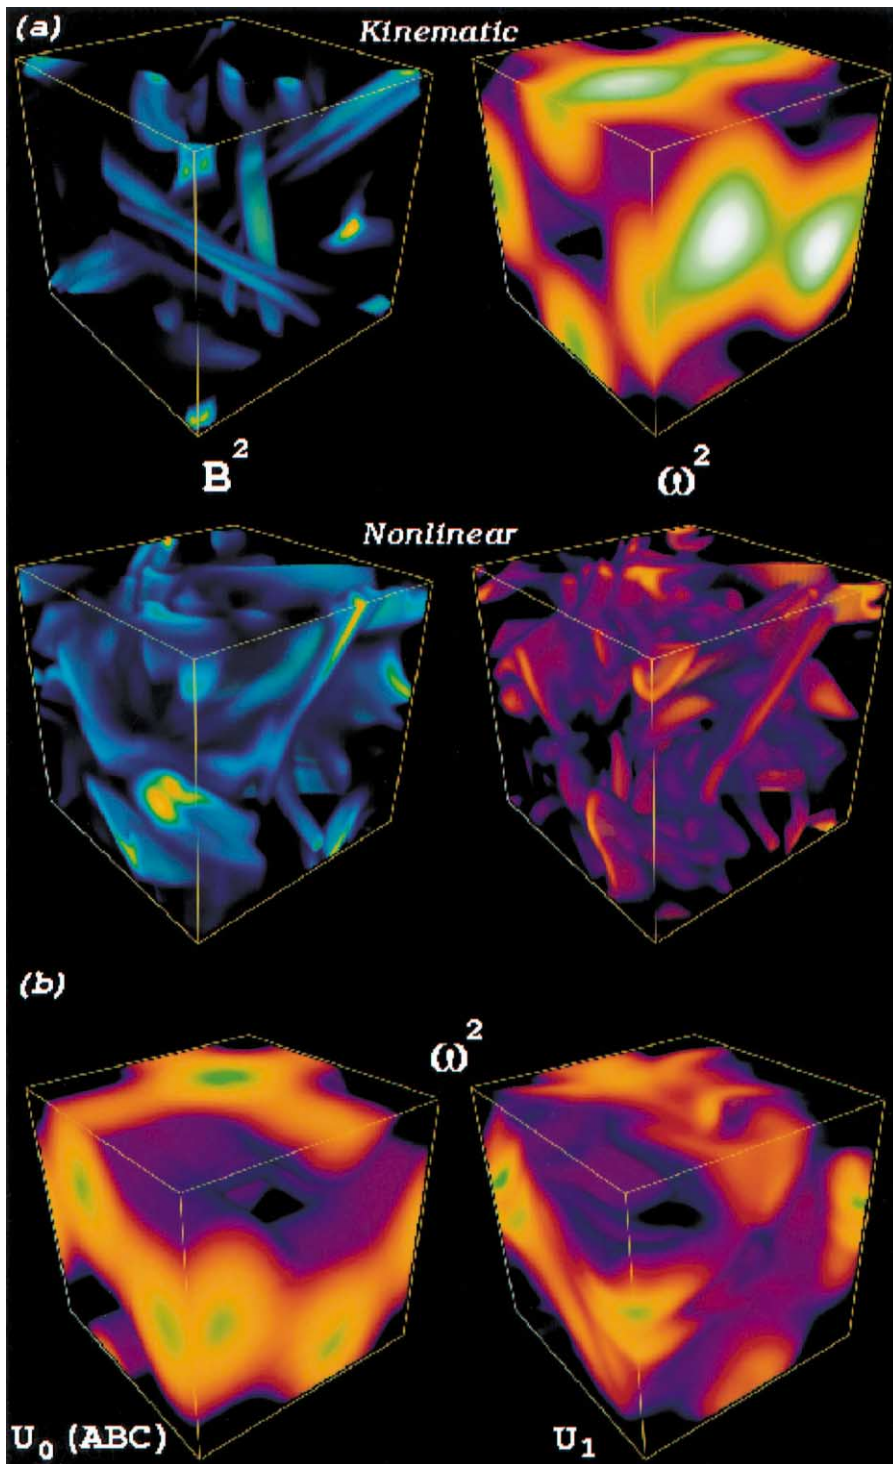 (a)
Kinematic
B²
ω²
Nonlinear
(b)
ω²
U₀ (ABC)
U₁